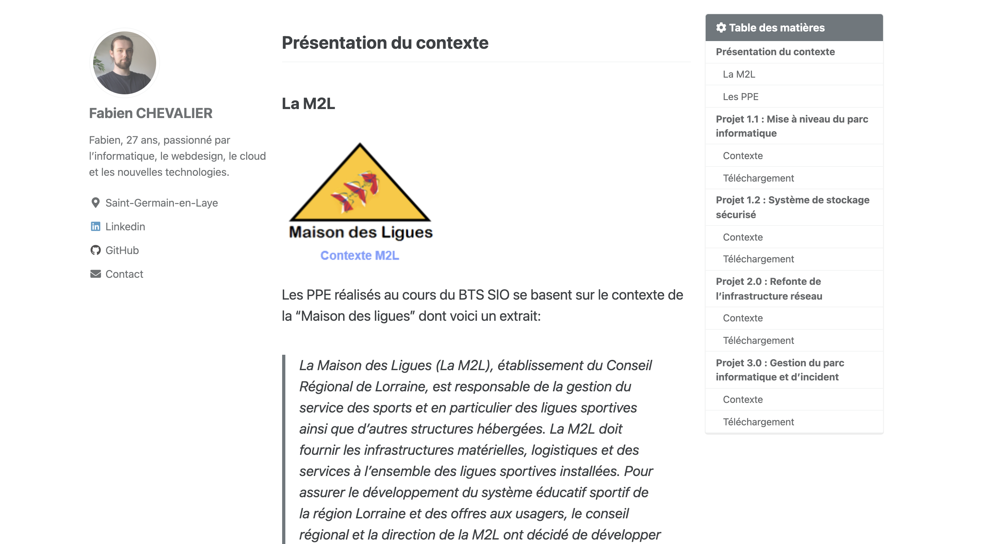 Fabien CHEVALIER
Fabien, 27 ans, passionné par
l’informatique, le webdesign, le cloud
et les nouvelles technologies.
Saint-Germain-en-Laye
Linkedin
GitHub
Contact
Présentation du contexte
La M2L
Maison des Ligues
Contexte M2L
Les PPE réalisés au cours du BTS SIO se basent sur le contexte de
la “Maison des ligues” dont voici un extrait:
La Maison des Ligues (La M2L), établissement du Conseil
Régional de Lorraine, est responsable de la gestion du
service des sports et en particulier des ligues sportives
ainsi que d’autres structures hébergées. La M2L doit
fournir les infrastructures matérielles, logistiques et des
services à l’ensemble des ligues sportives installées. Pour
assurer le développement du système éducatif sportif de
la région Lorraine et des offres aux usagers, le conseil
régional et la direction de la M2L ont décidé de développer
Table des matières
Présentation du contexte
La M2L
Les PPE
Projet 1.1 : Mise à niveau du parc
informatique
Contexte
Téléchargement
Projet 1.2 : Système de stockage
sécurisé
Contexte
Téléchargement
Projet 2.0 : Refonte de
l’infrastructure réseau
Contexte
Téléchargement
Projet 3.0 : Gestion du parc
informatique et d’incident
Contexte
Téléchargement